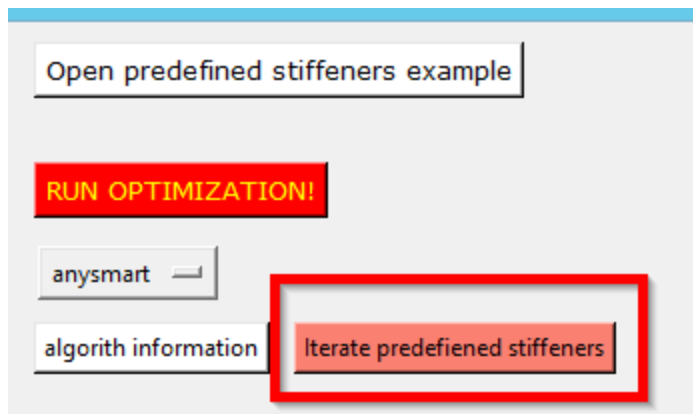 Open predefined stiffeners example
RUN OPTIMIZATION!
anysmart
algorith information
Iterate predefiened stiffeners